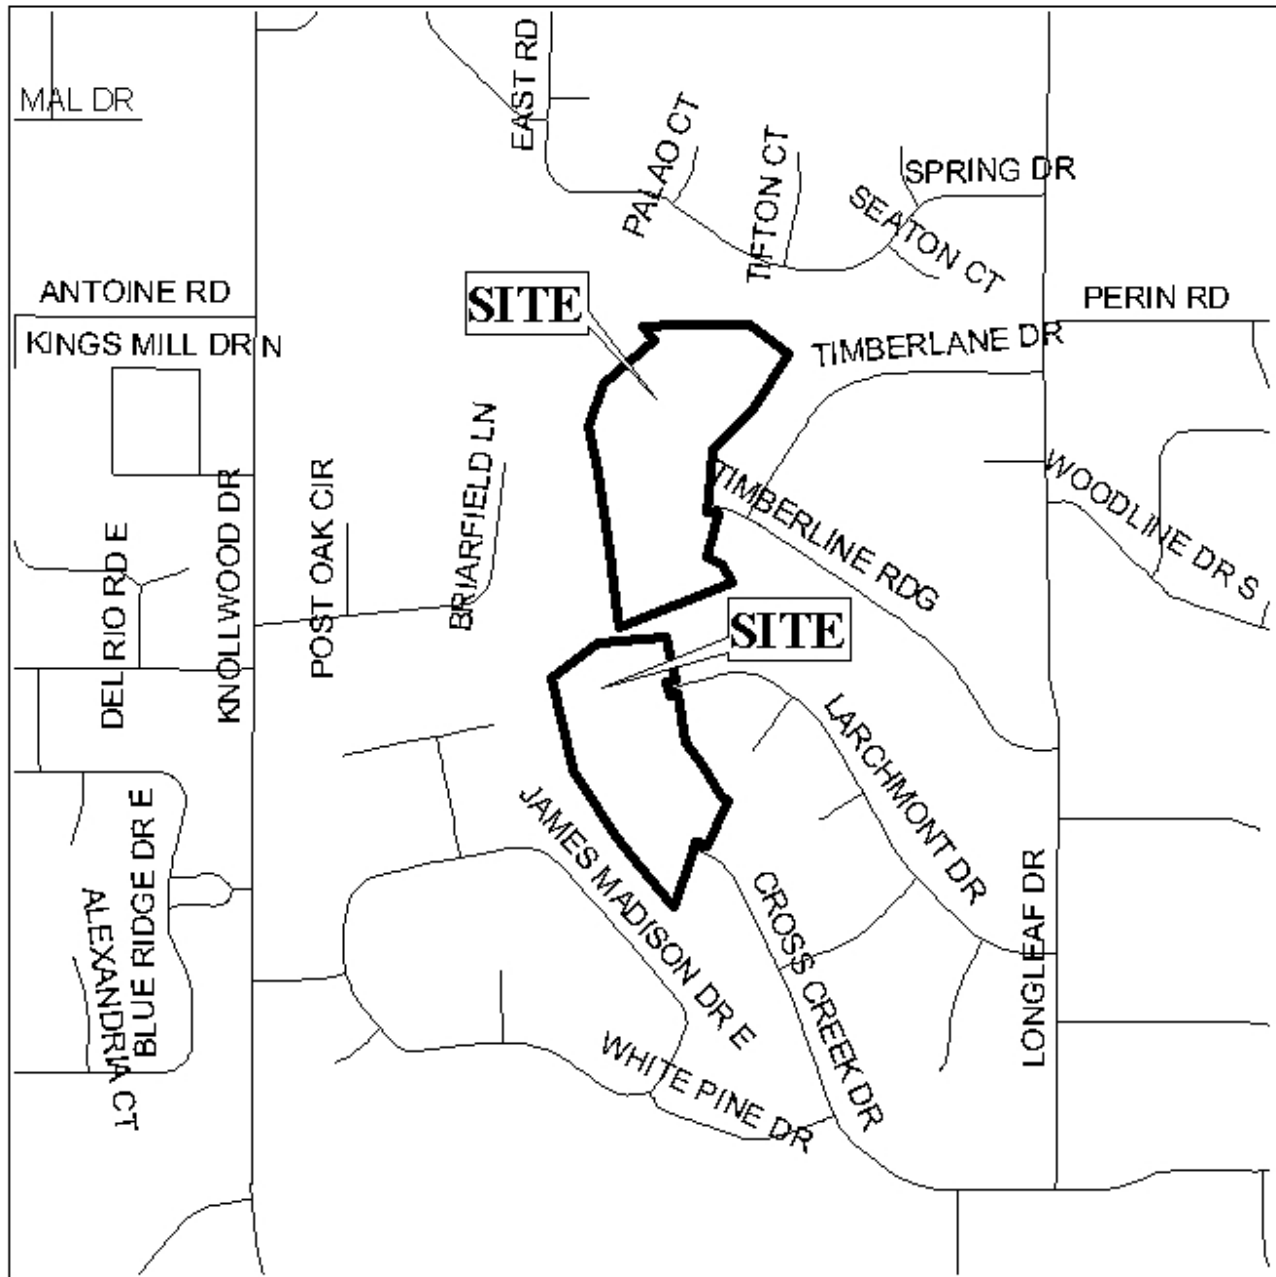 MAL DR
EAST RD
PALAO CT
TIFTON CT
SPRING DR
SEATON CT
ANTOINE RD
SITE
PERIN RD
KINGS MILL DR N
TIMBERLANE DR
BRIARFIELD LN
TIMBERLINE RDG
WOODLINE DR S
KNOLLWOOD DR
POST OAK CIR
DEL RIO RD E
SITE
LARCHMONT DR
JAMES MADISON DR E
BLUE RIDGE DR E
ALEXANDRIA CT
CROSS CREEK DR
LONGLEAF DR
WHITE PINE DR